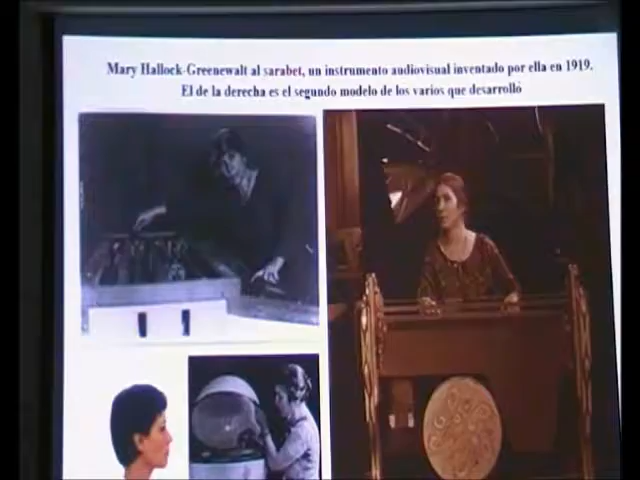 Mary Hallock-Greenewalt al sarabet, un instrumento audiovisual inventado por ella en 1919.
El de la derecha es el segundo modelo de los varios que desarrolló